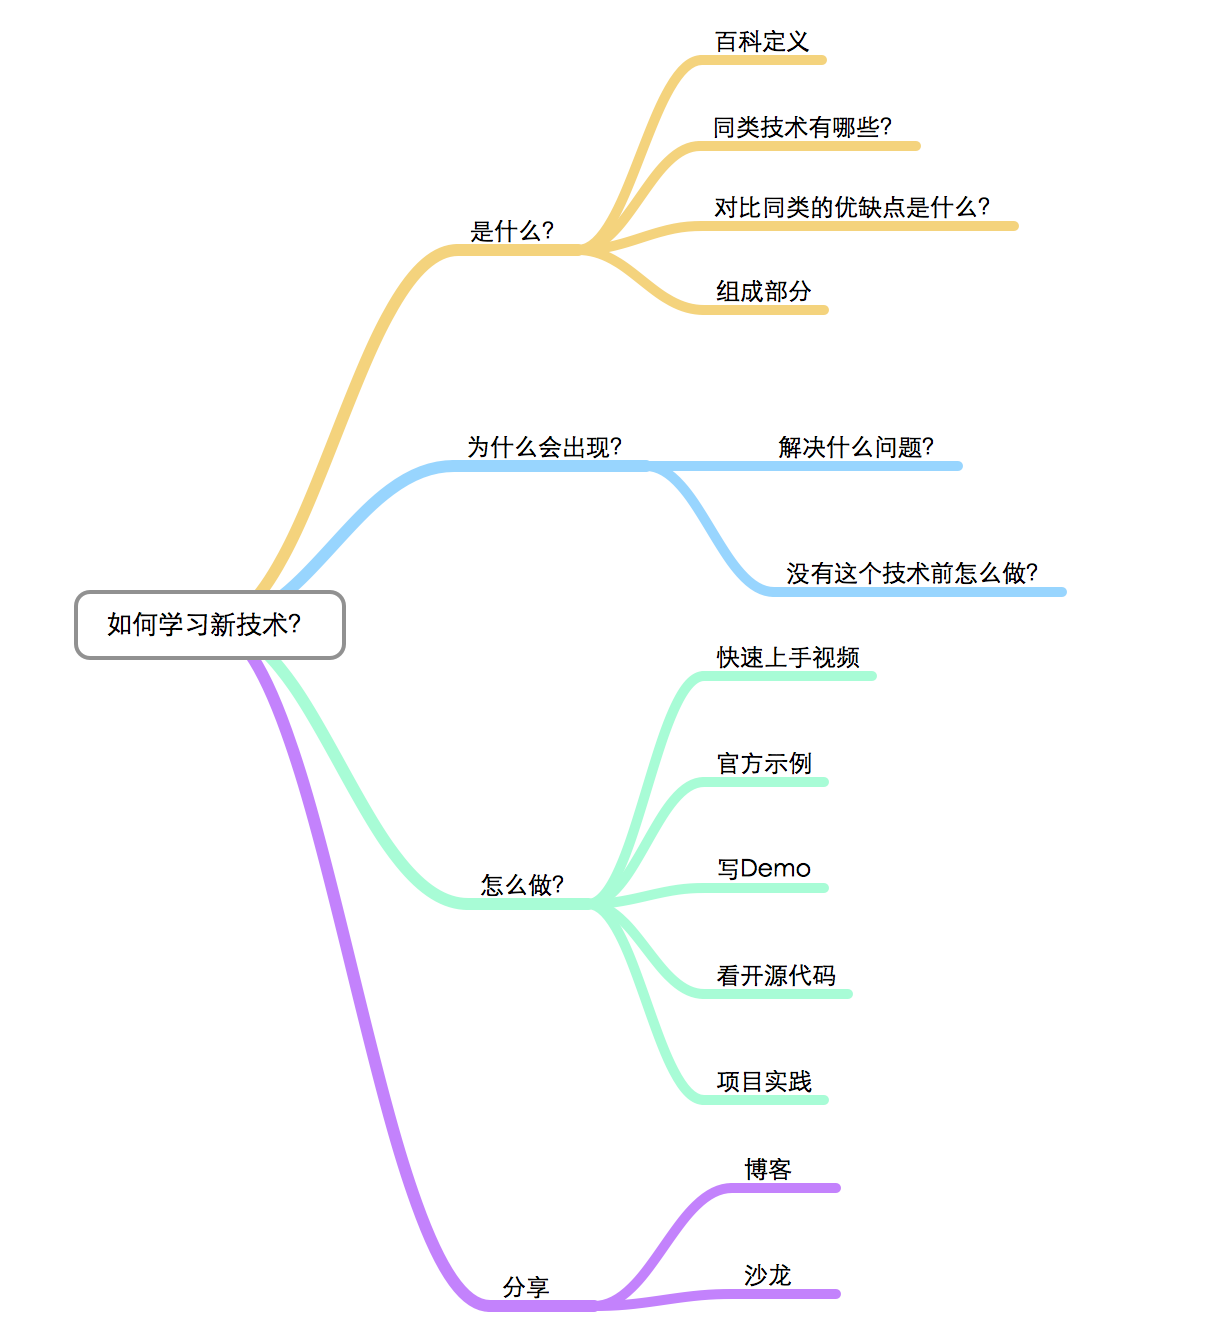 百科定义
同类技术有哪些?
对比同类的优缺点是什么?
是什么?
组成部分
为什么会出现?
解决什么问题?
没有这个技术前怎么做?
如何学习新技术?
快速上手视频
官方示例
写Demo
怎么做?
看开源代码
项目实践
博客
沙龙
分享